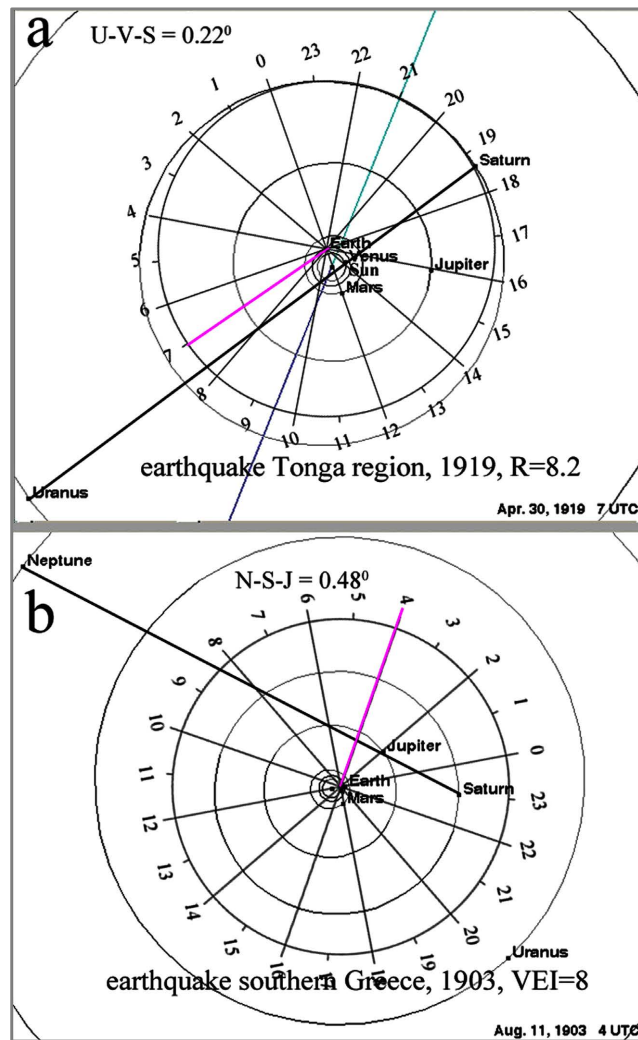 a
U-V-S = 0.22⁰
0
23
22
21
20
19
18
17
16
15
14
13
12
11
10
9
8
7
6
5
4
3
2
1
Saturn
Earth
Venus
Sun
Jupiter
Mars
Uranus
earthquake Tonga region, 1919, R=8.2
Apr. 30, 1919 7 UTC
Neptune
b
N-S-J = 0.48⁰
6
5
4
3
2
1
0
23
22
21
20
19
18
17
16
15
14
13
12
11
10
9
8
7
Jupiter
Earth
Mars
Saturn
Uranus
earthquake southern Greece, 1903, VEI=8
Aug. 11, 1903 4 UTC